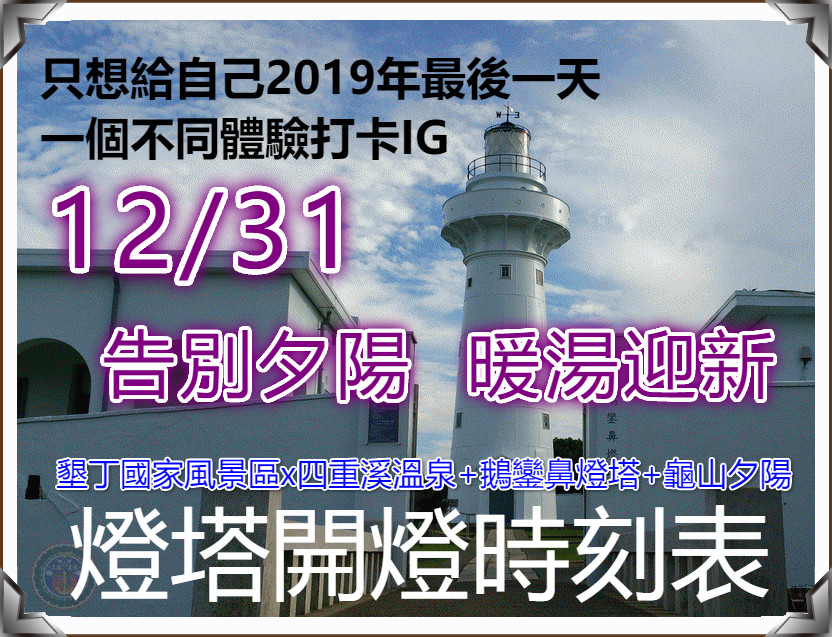 只想給自己2019年最後一天
一個不同體驗打卡IG
12/31
告別夕陽 暖湯迎新
墾丁國家風景區x四重溪溫泉+鵝鑾鼻燈塔+龜山夕陽
燈塔開燈時刻表
W E
鑾鼻燈